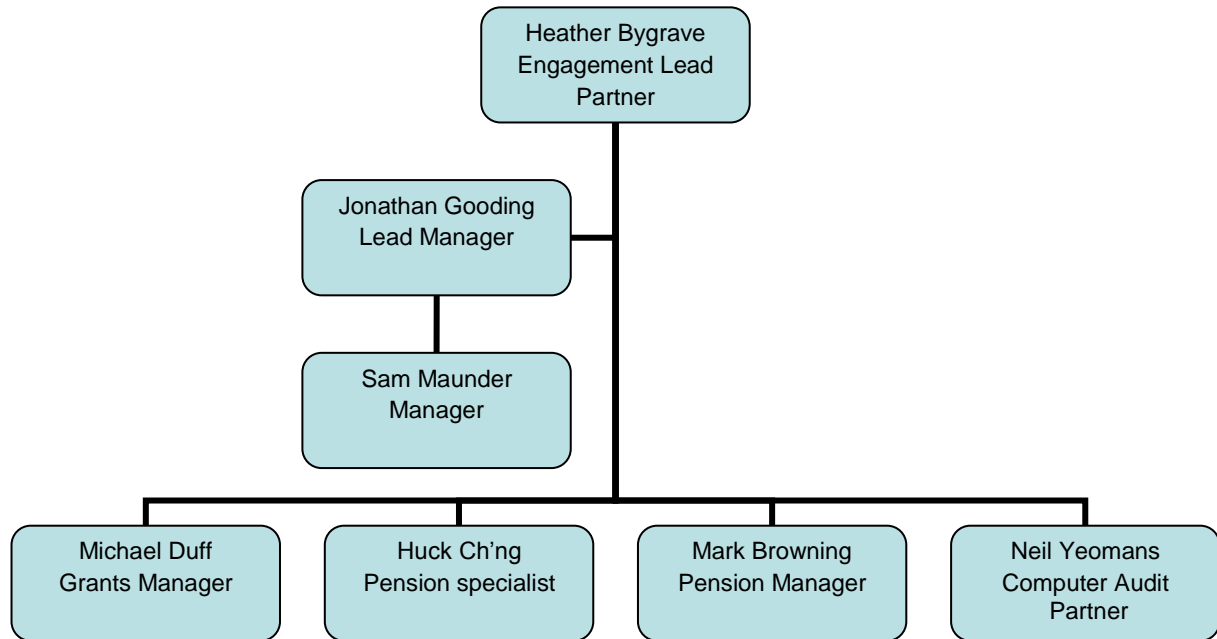 Heather Bygrave
Engagement Lead
Partner
Jonathan Gooding
Lead Manager
Sam Maunder
Manager
Michael Duff
Grants Manager
Huck Ch’ng
Pension specialist
Mark Browning
Pension Manager
Neil Yeomans
Computer Audit
Partner